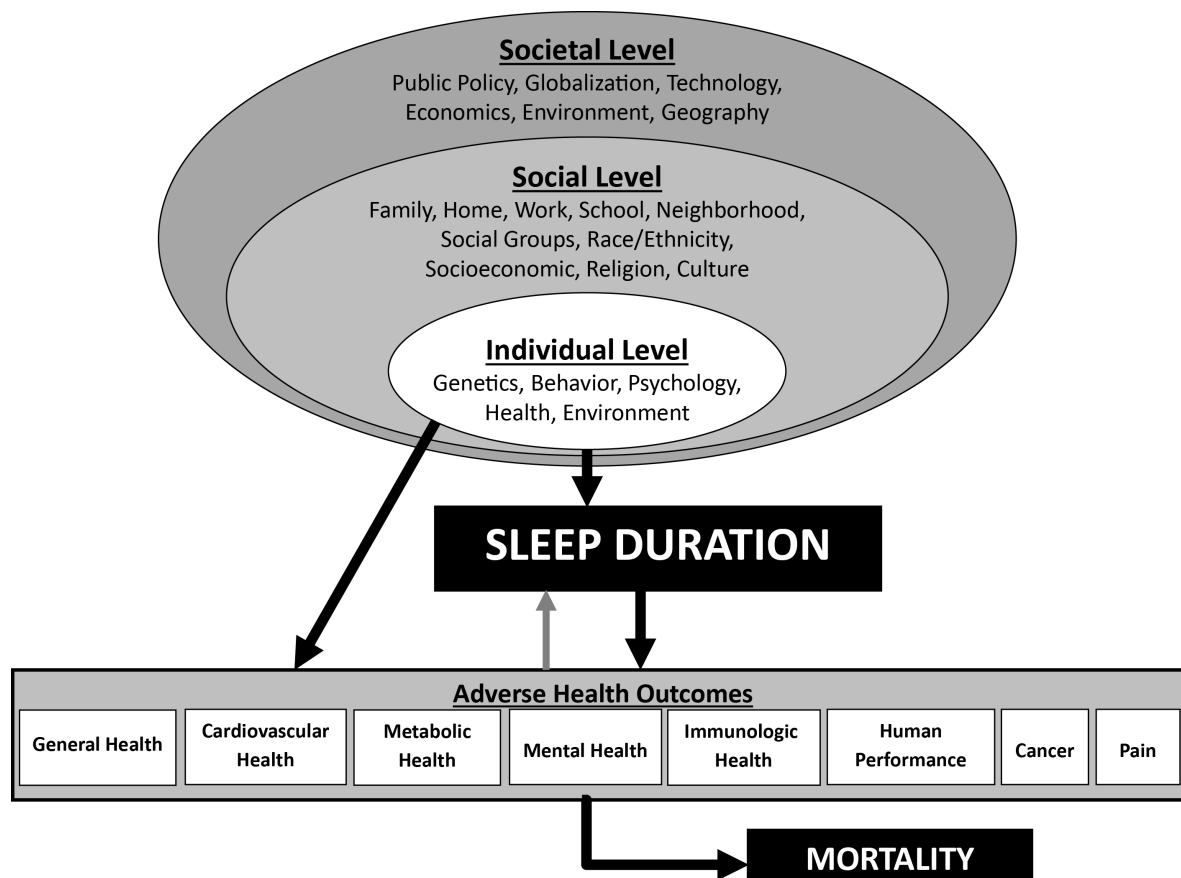 Societal Level
Public Policy, Globalization, Technology,
Economics, Environment, Geography
Social Level
Family, Home, Work, School, Neighborhood,
Social Groups, Race/Ethnicity,
Socioeconomic, Religion, Culture
Individual Level
Genetics, Behavior, Psychology,
Health, Environment
SLEEP DURATION
Adverse Health Outcomes
General Health
Cardiovascular
Health
Metabolic
Health
Mental Health
Immunologic
Health
Human
Performance
Cancer
Pain
MORTALITY